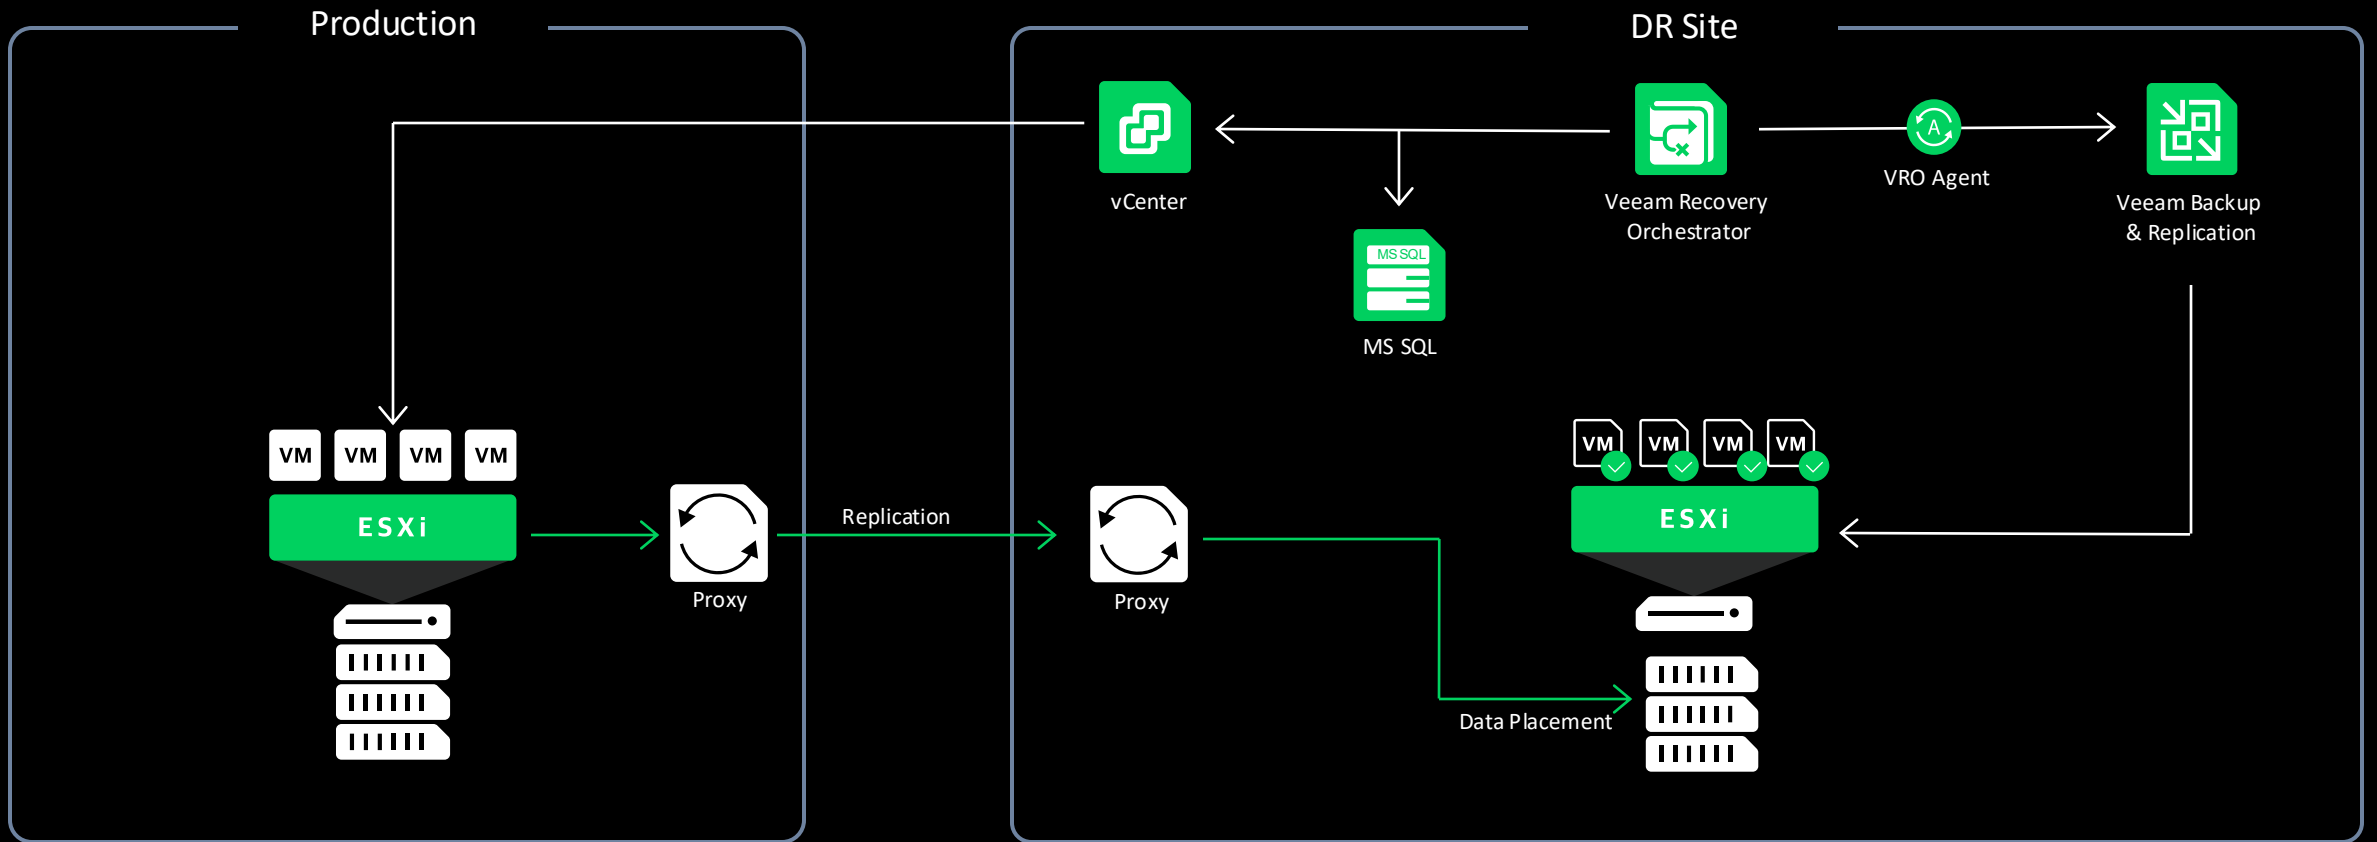 Production
DR Site
vCenter
Veeam Recovery
Orchestrator
A
VRO Agent
Veeam Backup
& Replication
MS SQL
MS SQL
VM VM VM VM
ESXi
Proxy
Replication
Proxy
VM VM VM VM
ESXi
Data Placement